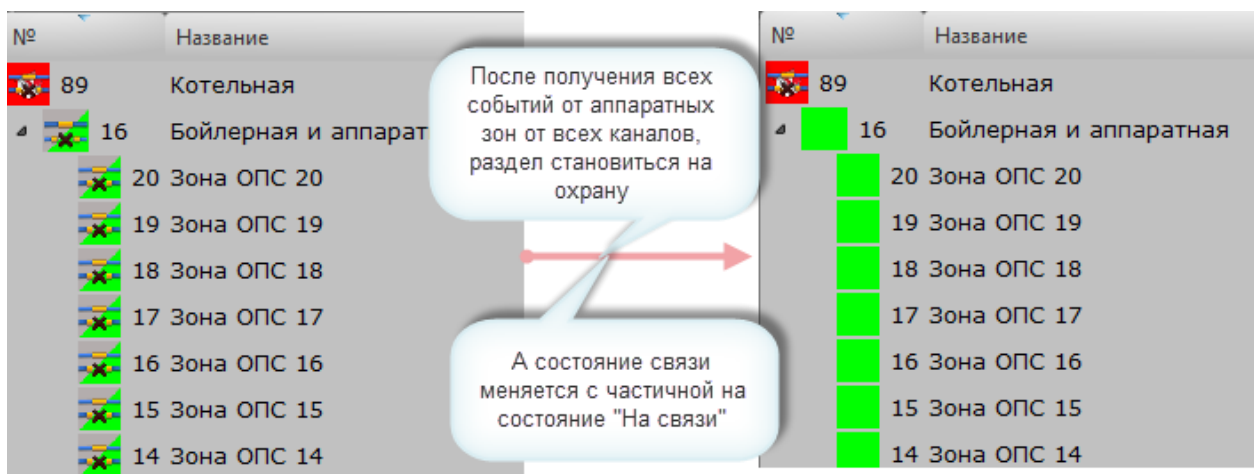 № Название
89 Котельная
16 Бойлерная и аппарат
20 Зона ОПС 20
19 Зона ОПС 19
18 Зона ОПС 18
17 Зона ОПС 17
16 Зона ОПС 16
15 Зона ОПС 15
14 Зона ОПС 14
После получения всех
событий от аппаратных
зон от всех каналов,
раздел становиться на
охрану
А состояние связи
меняется с частичной на
состояние "На связи"
№ Название
89 Котельная
16 Бойлерная и аппаратная
20 Зона ОПС 20
19 Зона ОПС 19
18 Зона ОПС 18
17 Зона ОПС 17
16 Зона ОПС 16
15 Зона ОПС 15
14 Зона ОПС 14